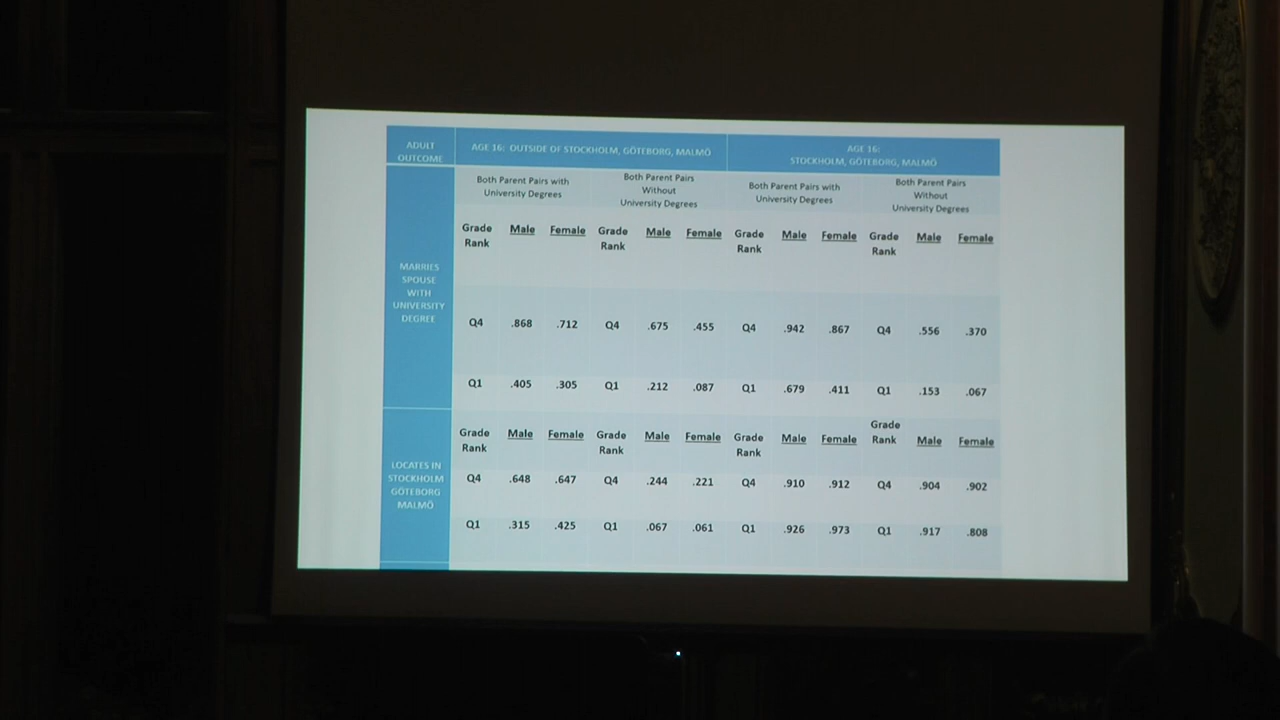 ADULT OUTCOME AGE 16: OUTSIDE OF STOCKHOLM, GÖTEBORG, MALMÖ AGE 16: STOCKHOLM, GÖTEBORG, MALMÖ
Both Parent Pairs with University Degrees Both Parent Pairs Without University Degrees Both Parent Pairs with University Degrees Both Parent Pairs Without University Degrees
MARRIES SPOUSE WITH UNIVERSITY DEGREE
Grade Rank Male Female Grade Rank Male Female Grade Rank Male Female Grade Rank Male Female
Q4 .868 .712 Q4 .675 .455 Q4 .942 .867 Q4 .556 .370
Q1 .405 .305 Q1 .212 .087 Q1 .679 .411 Q1 .153 .067
LOCATES IN STOCKHOLM GÖTEBORG MALMÖ
Grade Rank Male Female Grade Rank Male Female Grade Rank Male Female Grade Rank Male Female
Q4 .648 .647 Q4 .244 .221 Q4 .910 .912 Q4 .904 .902
Q1 .315 .425 Q1 .067 .061 Q1 .926 .973 Q1 .917 .808